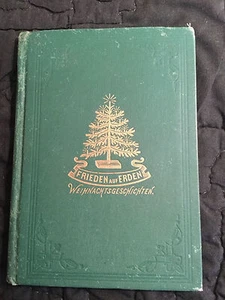 FRIEDEN AUF ERDEN
WEIHNACHTSGESCHICHTEN.